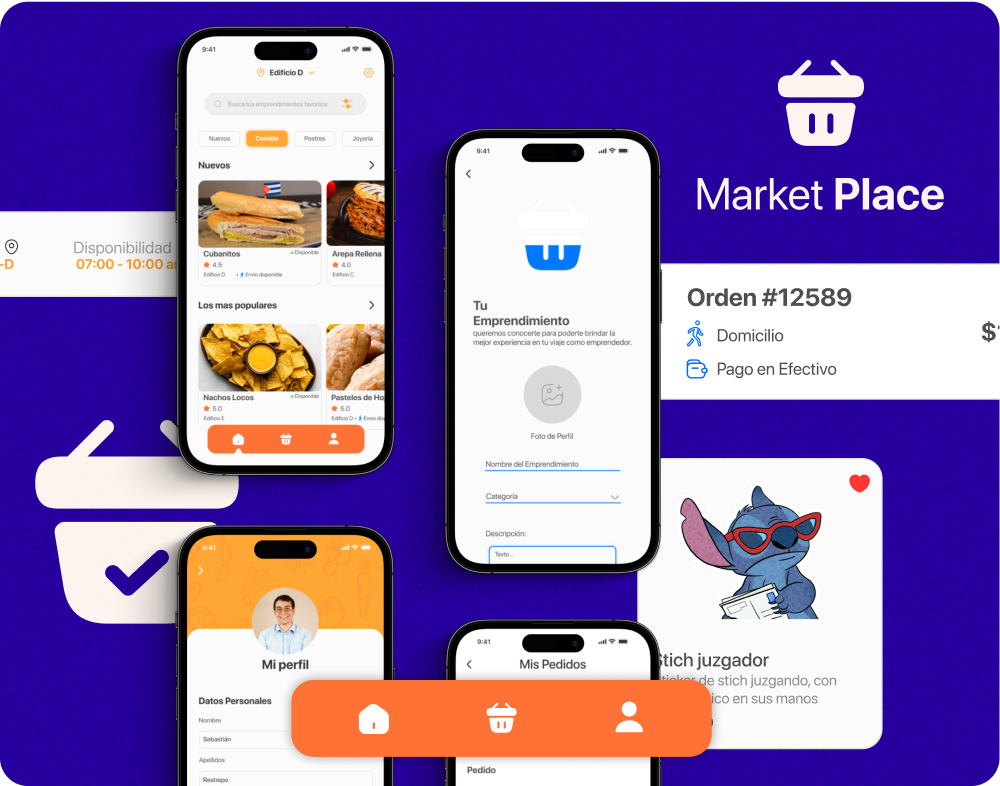 9:41
Edificio D
Busca tus emprendimientos favoritos
Nuevos
Comida
Postres
Joyería
Nuevos
Cubanitos
Disponible
4.5
Edificio D
Envio disponible
Arepa Rellena
4.0
Edificio C
Los mas populares
Nachos Locos
Disponible
5.0
Edificio E
Pasteles de Ho
5.0
Edificio D
Envio dis
Disponibilidad
-D
07:00 - 10:00 am
9:41
Tu
Emprendimiento
queremos conocerte para poderte brindar la
mejor experiencia en tu viaje como emprendedor.
Foto de Perfil
Nombre del Emprendimiento
Categoría
Descripción:
Texto...
Market Place
Orden #12589
Domicilio
$1
Pago en Efectivo
Stich juzgador
Sticker de stich juzgando, con
ico en sus manos
9:41
Mi perfil
Datos Personales
Nombre
Sebastián
Apellidos
Restrepo
9:41
Mis Pedidos
Pedido